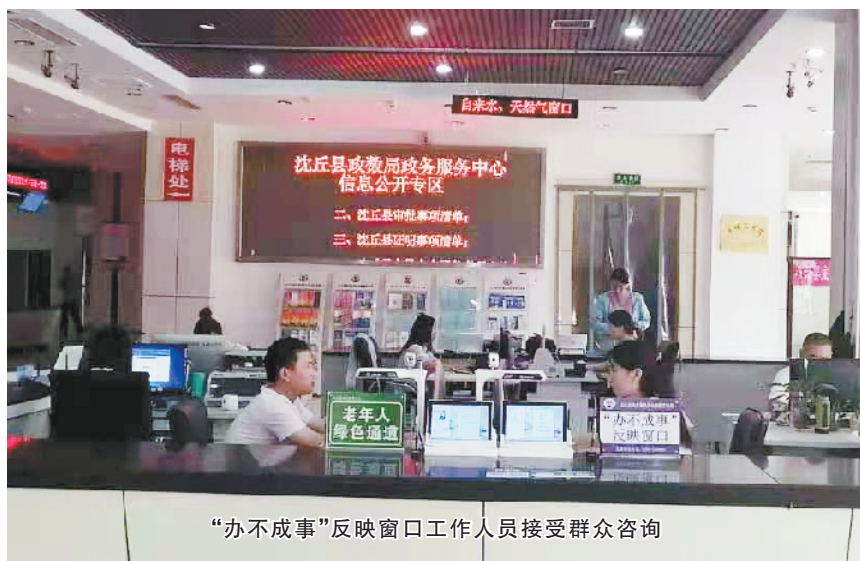 自来水、天然气窗口
电
梯
处
沈丘县政数局政务服务中心
信息公开专区
二、沈丘县审批事项清单；
三、沈丘县证明事项清单；
老年人
绿色通道
“办不成事”
反映窗口
“办不成事”反映窗口工作人员接受群众咨询